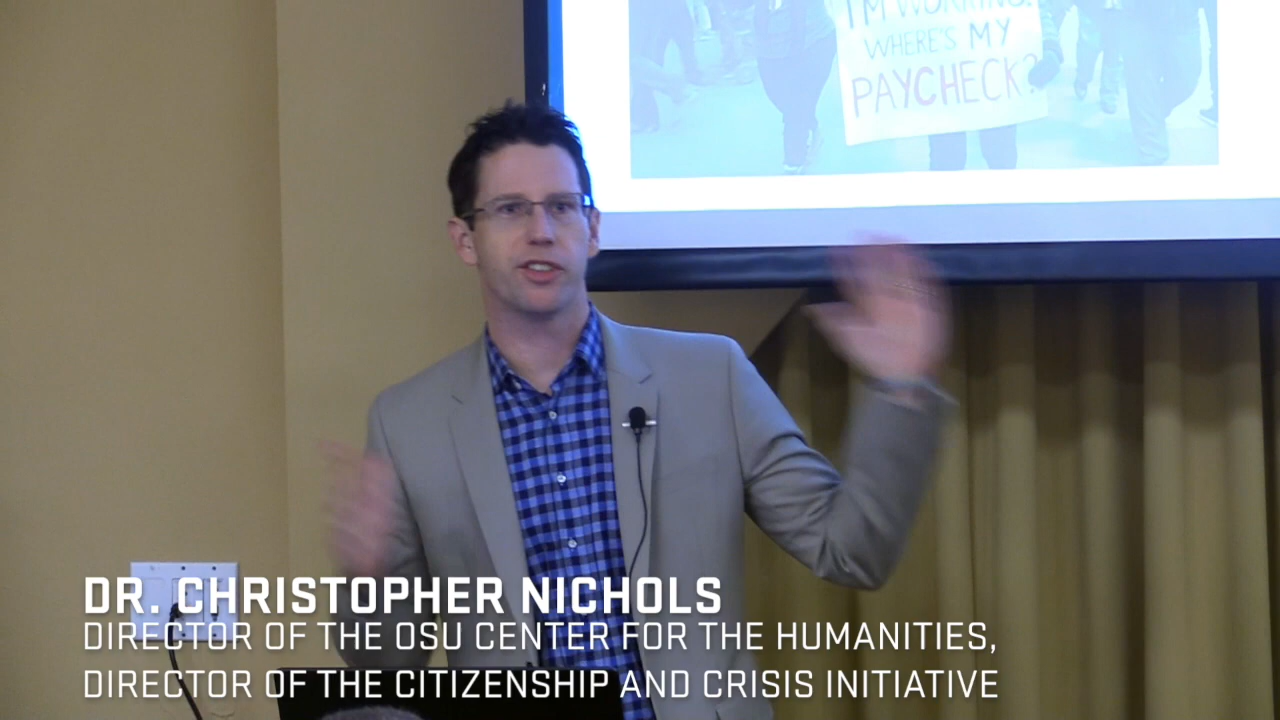 I'M WORKING.
WHERE'S MY
PAYCHECK?
DR. CHRISTOPHER NICHOLS
DIRECTOR OF THE OSU CENTER FOR THE HUMANITIES,
DIRECTOR OF THE CITIZENSHIP AND CRISIS INITIATIVE